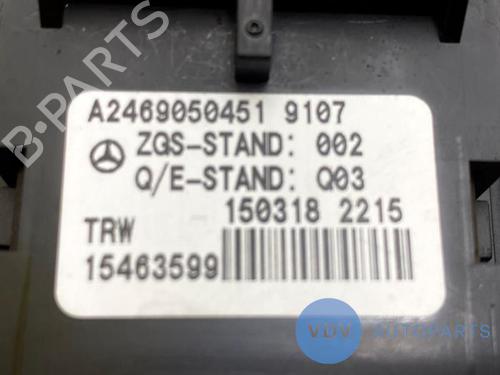 A2469050451 9107
ZGS-STAND: 002
Q/E-STAND: Q03
150318 2215
TRW
15463599
B-PARTS
VDV AUTOPARTS